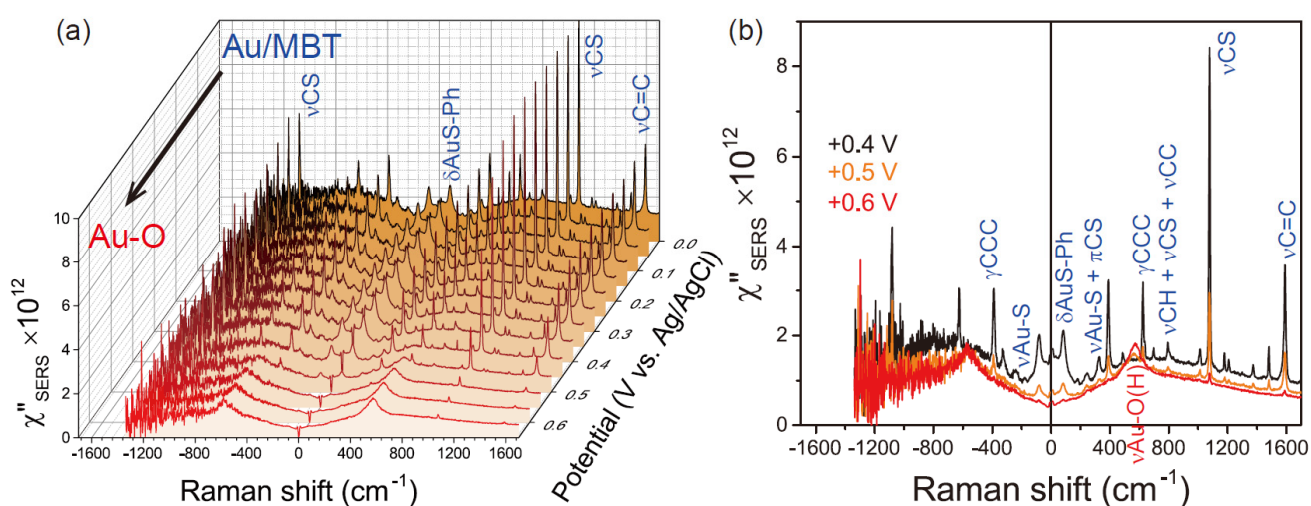 (a)
Au/MBT
Au-O
νCS
δAuS-Ph
νCS
νC=C
10
8
6
4
2
0
χ"SERS ×10¹²
-1600 -1200 -800 -400 0 400 800 1200 1600
Raman shift (cm⁻¹)
0.0
0.1
0.2
0.3
0.4
0.5
0.6
Potential (V vs. Ag/AgCl)
(b)
+0.4 V
+0.5 V
+0.6 V
γCCC
νAu-S
δAuS-Ph
νAu-S + πCS
γCCC
νCH + νCS + νCC
νCS
νC=C
νAu-O(H
8
6
4
2
0
χ"SERS ×10¹²
-1600 -1200 -800 -400 0 400 800 1200 1600
Raman shift (cm⁻¹)